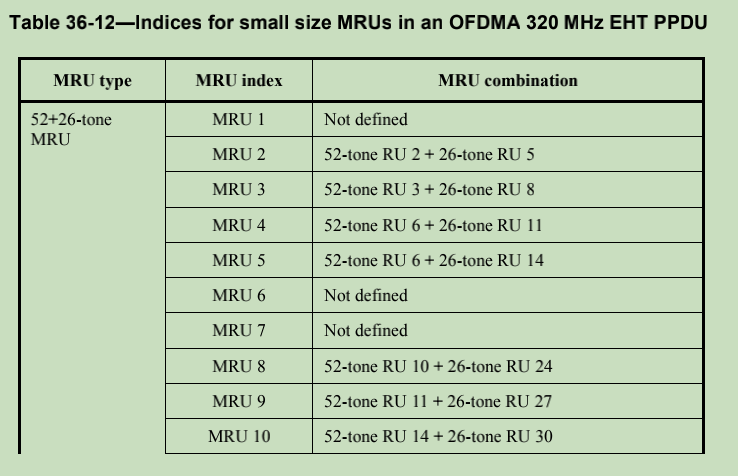 Table 36-12—Indices for small size MRUs in an OFDMA 320 MHz EHT PPDU
MRU type MRU index MRU combination
52+26-tone MRU 1 Not defined
MRU
MRU 2 52-tone RU 2 + 26-tone RU 5
MRU 3 52-tone RU 3 + 26-tone RU 8
MRU 4 52-tone RU 6 + 26-tone RU 11
MRU 5 52-tone RU 6 + 26-tone RU 14
MRU 6 Not defined
MRU 7 Not defined
MRU 8 52-tone RU 10 + 26-tone RU 24
MRU 9 52-tone RU 11 + 26-tone RU 27
MRU 10 52-tone RU 14 + 26-tone RU 30